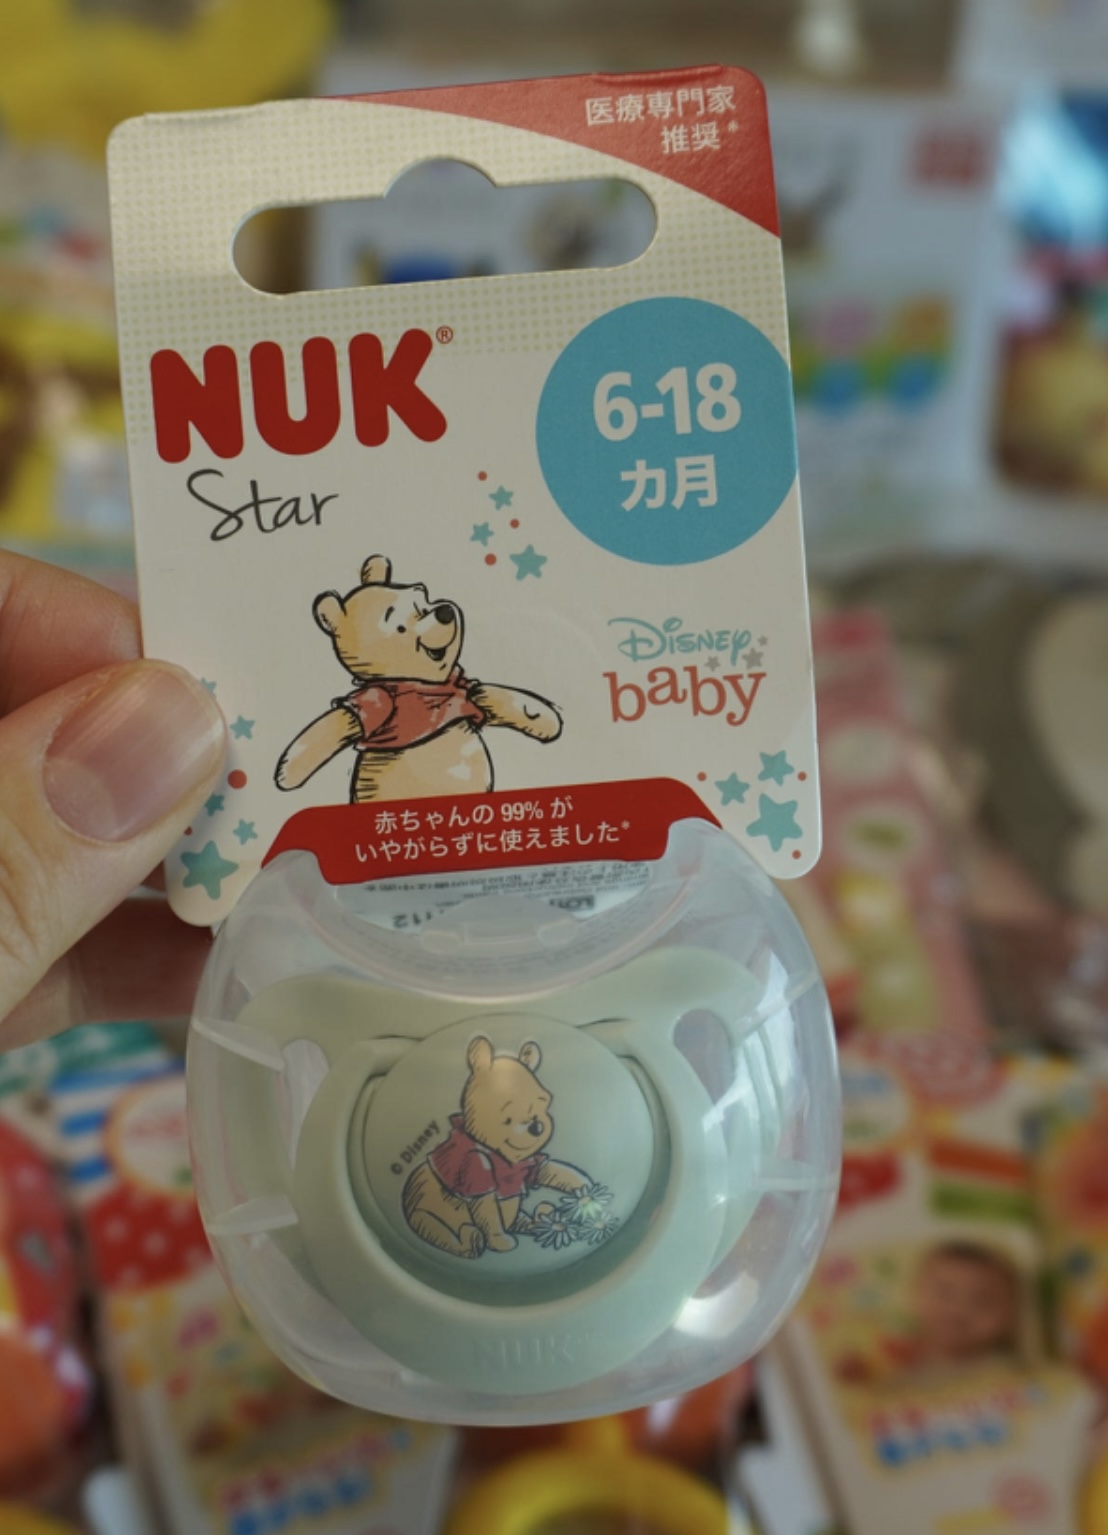 医療専門家
推奨*
NUK®
Star
6-18
カ月
Disney
baby
赤ちゃんの 99% が
いやがらずに使えました*
© Disney
NUK